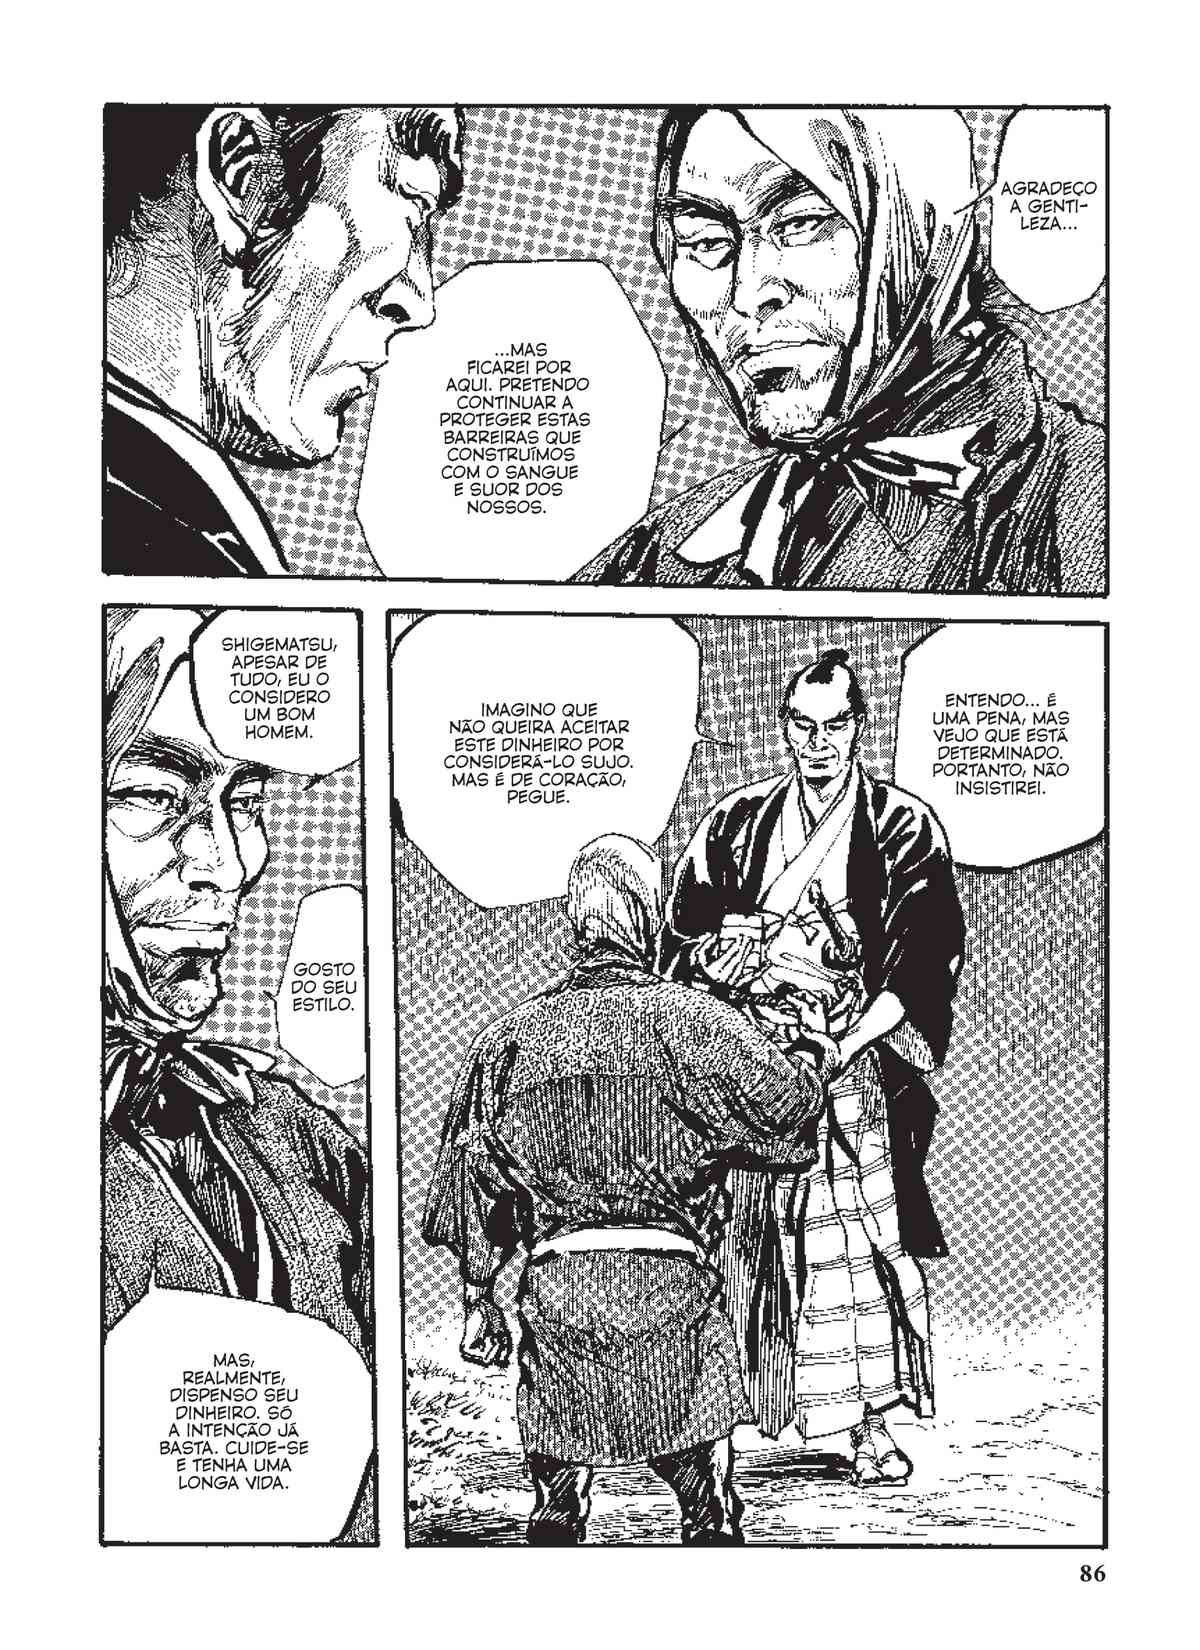 AGRADEÇO
A GENTI-
LEZA...
...MAS
FICAREI POR
AQUI. PRETENDO
CONTINUAR A
PROTEGER ESTAS
BARREIRAS QUE
CONSTRUÍMOS
COM O SANGUE
E SUOR DOS
NOSSOS.
ENTENDO... É
UMA PENA, MAS
VEJO QUE ESTÁ
DETERMINADO.
PORTANTO, NÃO
INSISTIREI.
IMAGINO QUE
NÃO QUEIRA ACEITAR
ESTE DINHEIRO POR
CONSIDERÁ-LO SUJO.
MAS É DE CORAÇÃO,
PEGUE.
SHIGEMATSU,
APESAR DE
TUDO, EU O
CONSIDERO
UM BOM
HOMEM.
GOSTO
DO SEU
ESTILO.
MAS,
REALMENTE,
DISPENSO SEU
DINHEIRO. SÓ
A INTENÇÃO JÁ
BASTA. CUIDE-SE
E TENHA UMA
LONGA VIDA.
86